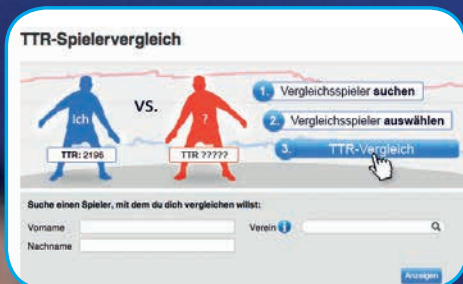 TTR-Spielervergleich
Ich
VS.
?
TTR: 2196
TTR ?????
1. Vergleichsspieler suchen
2. Vergleichsspieler auswählen
3. TTR-Vergleich
Suche einen Spieler, mit dem du dich vergleichen willst:
Vorname
Verein i
Nachname
Anzeigen